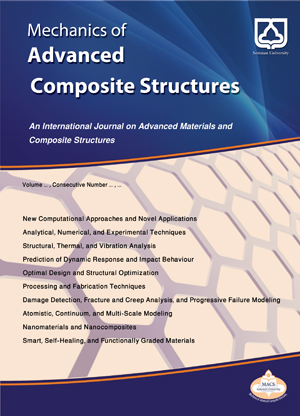 Mechanics of
Advanced
Composite Structures
Semnan University
An International Journal on Advanced Materials and
Composite Structures
Volume .. , Consecutive Number ... , ...
New Computational Approaches and Novel Applications
Analytical, Numerical, and Experimental Techniques
Structural, Thermal, and Vibration Analysis
Prediction of Dynamic Response and Impact Behaviour
Optimal Design and Structural Optimization
Processing and Fabrication Techniques
Damage Detection, Fracture and Creep Analysis, and Progressive Failure Modeling
Atomistic, Continuum, and Multi-Scale Modeling
Nanomaterials and Nanocomposites
Smart, Self-Healing, and Functionally Graded Materials
MACS